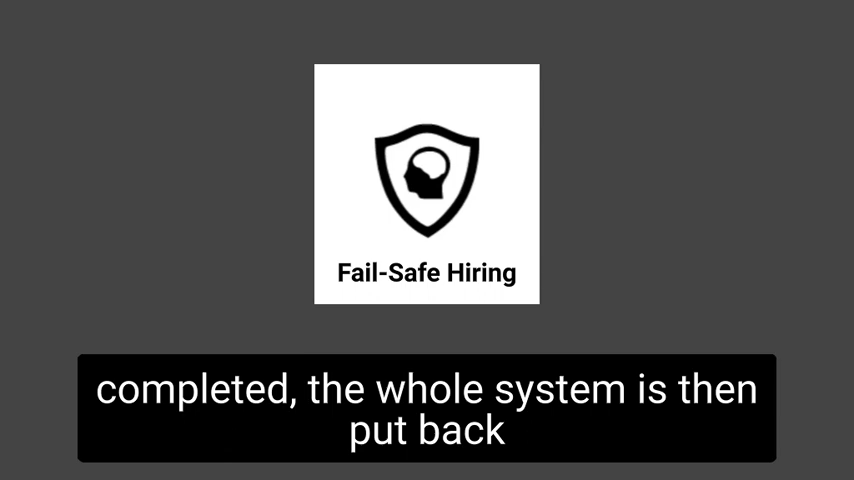 Fail-Safe Hiring
completed, the whole system is then
put back